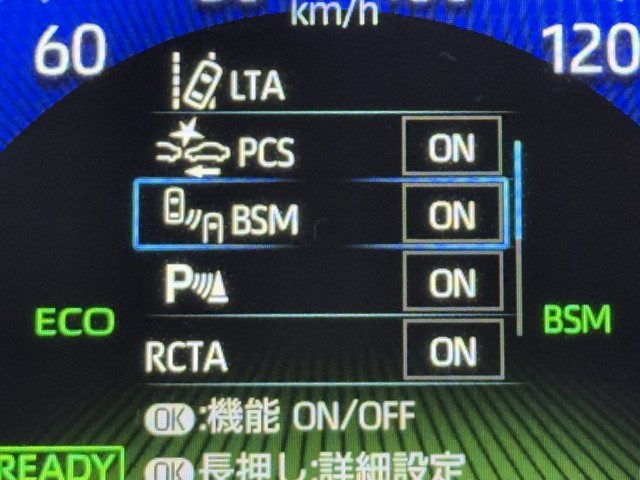 km/h
60
120
LTA
PCS ON
BSM ON
P ON
ECO
BSM
RCTA ON
OK:機能 ON/OFF
READY
OK長押し:詳細設定